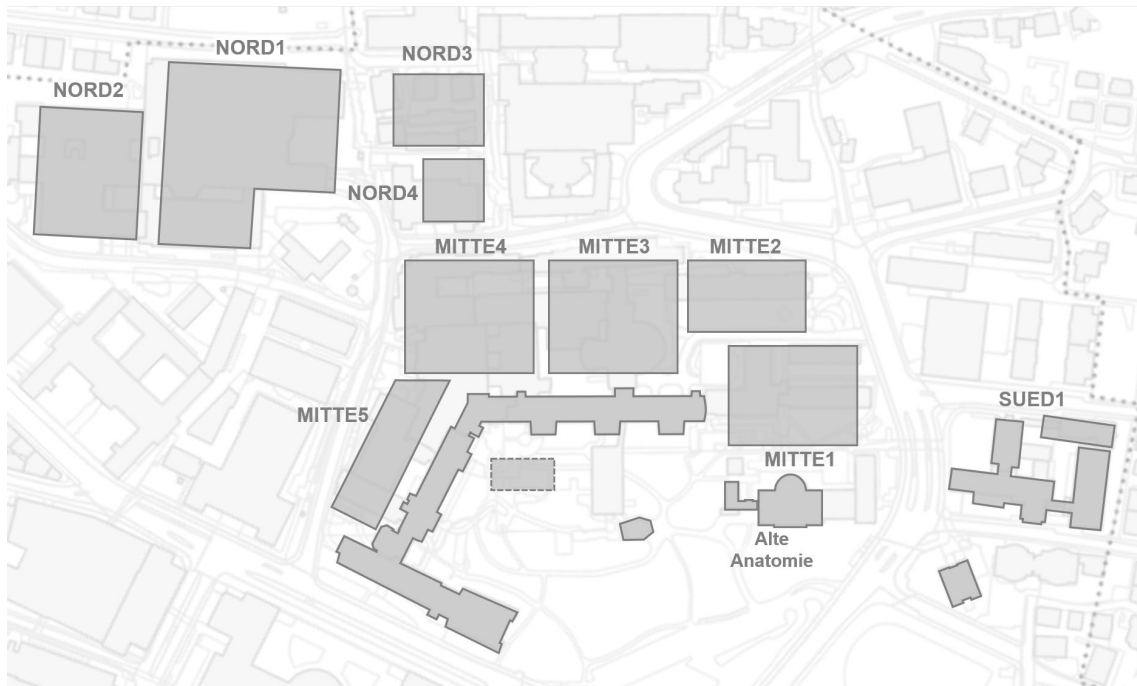 NORD1
NORD3
NORD2
NORD4
MITTE4
MITTE3
MITTE2
MITTE5
SUED1
MITTE1
Alte
Anatomie